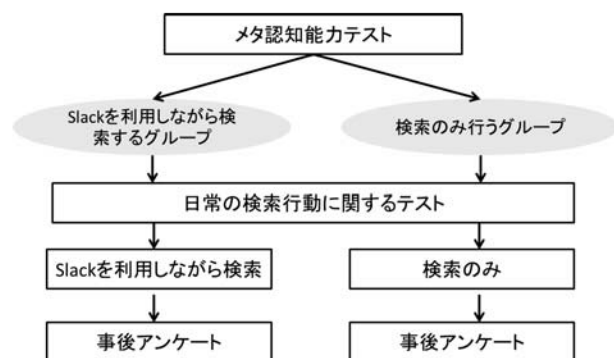 メタ認知能力テスト
Slackを利用しながら検
索するグループ
検索のみ行うグループ
日常の検索行動に関するテスト
Slackを利用しながら検索
検索のみ
事後アンケート
事後アンケート